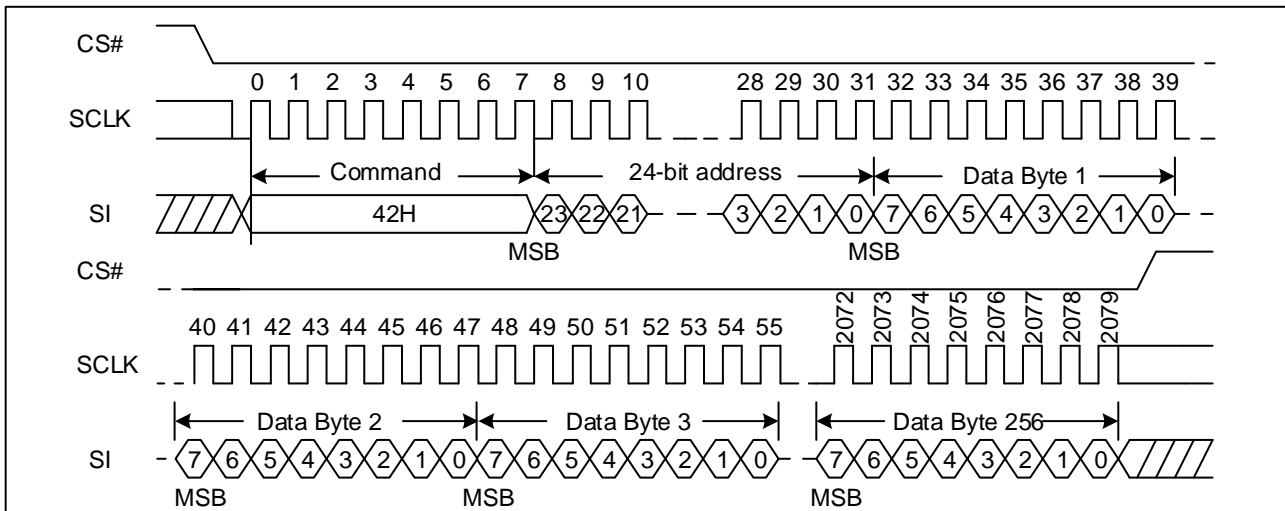 CS#
0 1 2 3 4 5 6 7 8 9 10 28 29 30 31 32 33 34 35 36 37 38 39
SCLK
Command 24-bit address Data Byte 1
SI 42H 23 22 21 3 2 1 0 7 6 5 4 3 2 1 0
MSB MSB
CS#
40 41 42 43 44 45 46 47 48 49 50 51 52 53 54 55 2072 2073 2074 2075 2076 2077 2078 2079
SCLK
Data Byte 2 Data Byte 3 Data Byte 256
SI 7 6 5 4 3 2 1 0 7 6 5 4 3 2 1 0 7 6 5 4 3 2 1 0
MSB MSB MSB